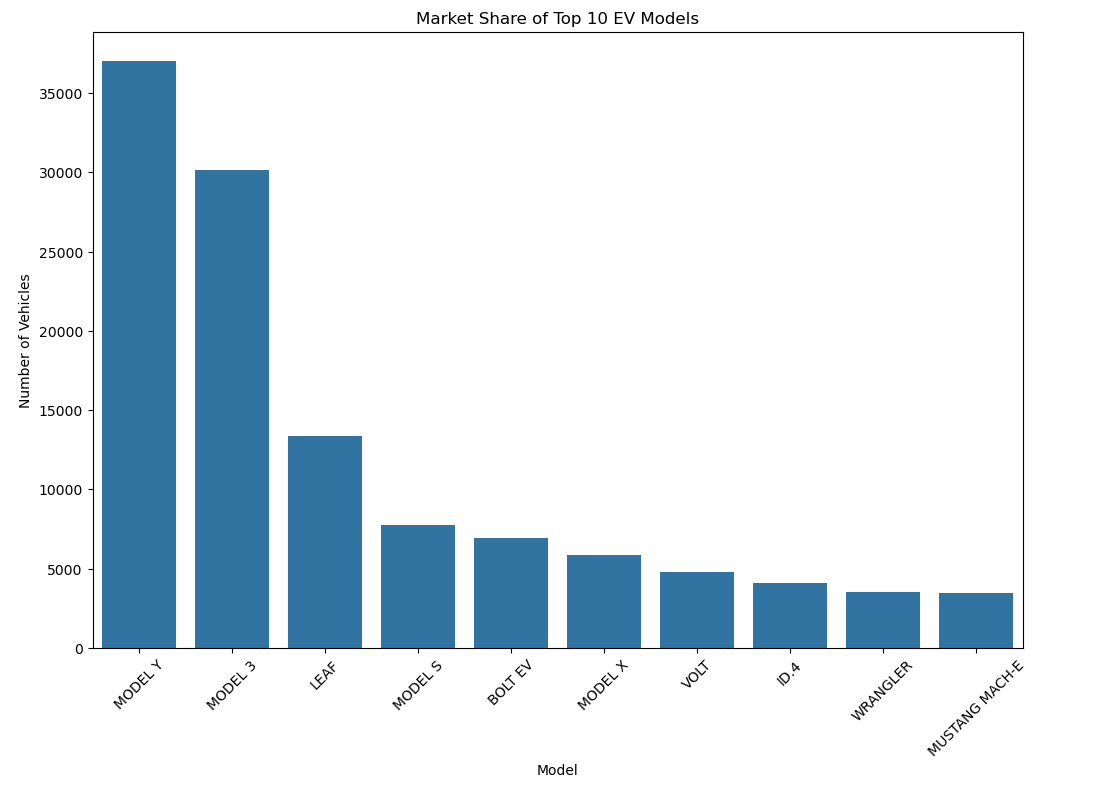 Market Share of Top 10 EV Models
Number of Vehicles
35000
30000
25000
20000
15000
10000
5000
0
MODEL Y
MODEL 3
LEAF
MODEL S
BOLT EV
MODEL X
VOLT
ID.4
WRANGLER
MUSTANG MACH-E
Model